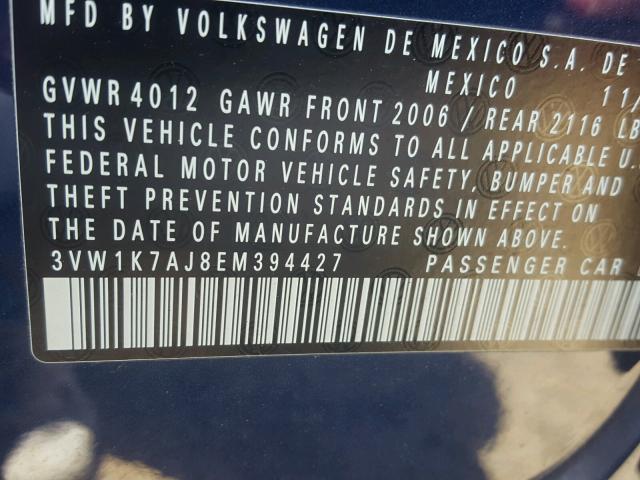 MFD BY VOLKSWAGEN DE MEXICO S.A. DE
MEXICO 11
GVWR 4012 GAWR FRONT 2006 / REAR 2116 LB
THIS VEHICLE CONFORMS TO ALL APPLICABLE U.
FEDERAL MOTOR VEHICLE SAFETY, BUMPER AND
THEFT PREVENTION STANDARDS IN EFFECT ON
THE DATE OF MANUFACTURE SHOWN ABOVE.
3VW1K7AJ8EM394427 PASSENGER CAR